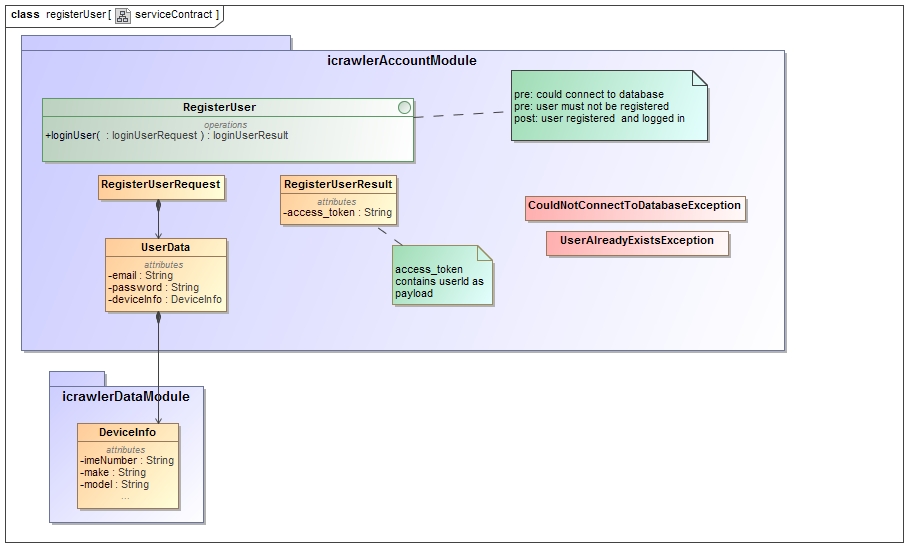 class registerUser [ serviceContract ]
icrawlerAccountModule
RegisterUser
operations
+loginUser( : loginUserRequest ) : loginUserResult
pre: could connect to database
pre: user must not be registered
post: user registered and logged in
RegisterUserRequest
RegisterUserResult
attributes
-access_token : String
CouldNotConnectToDatabaseException
UserAlreadyExistsException
UserData
attributes
-email : String
-password : String
-deviceInfo : DeviceInfo
access_token
contains userId as
payload
icrawlerDataModule
DeviceInfo
attributes
-imeNumber : String
-make : String
-model : String
...